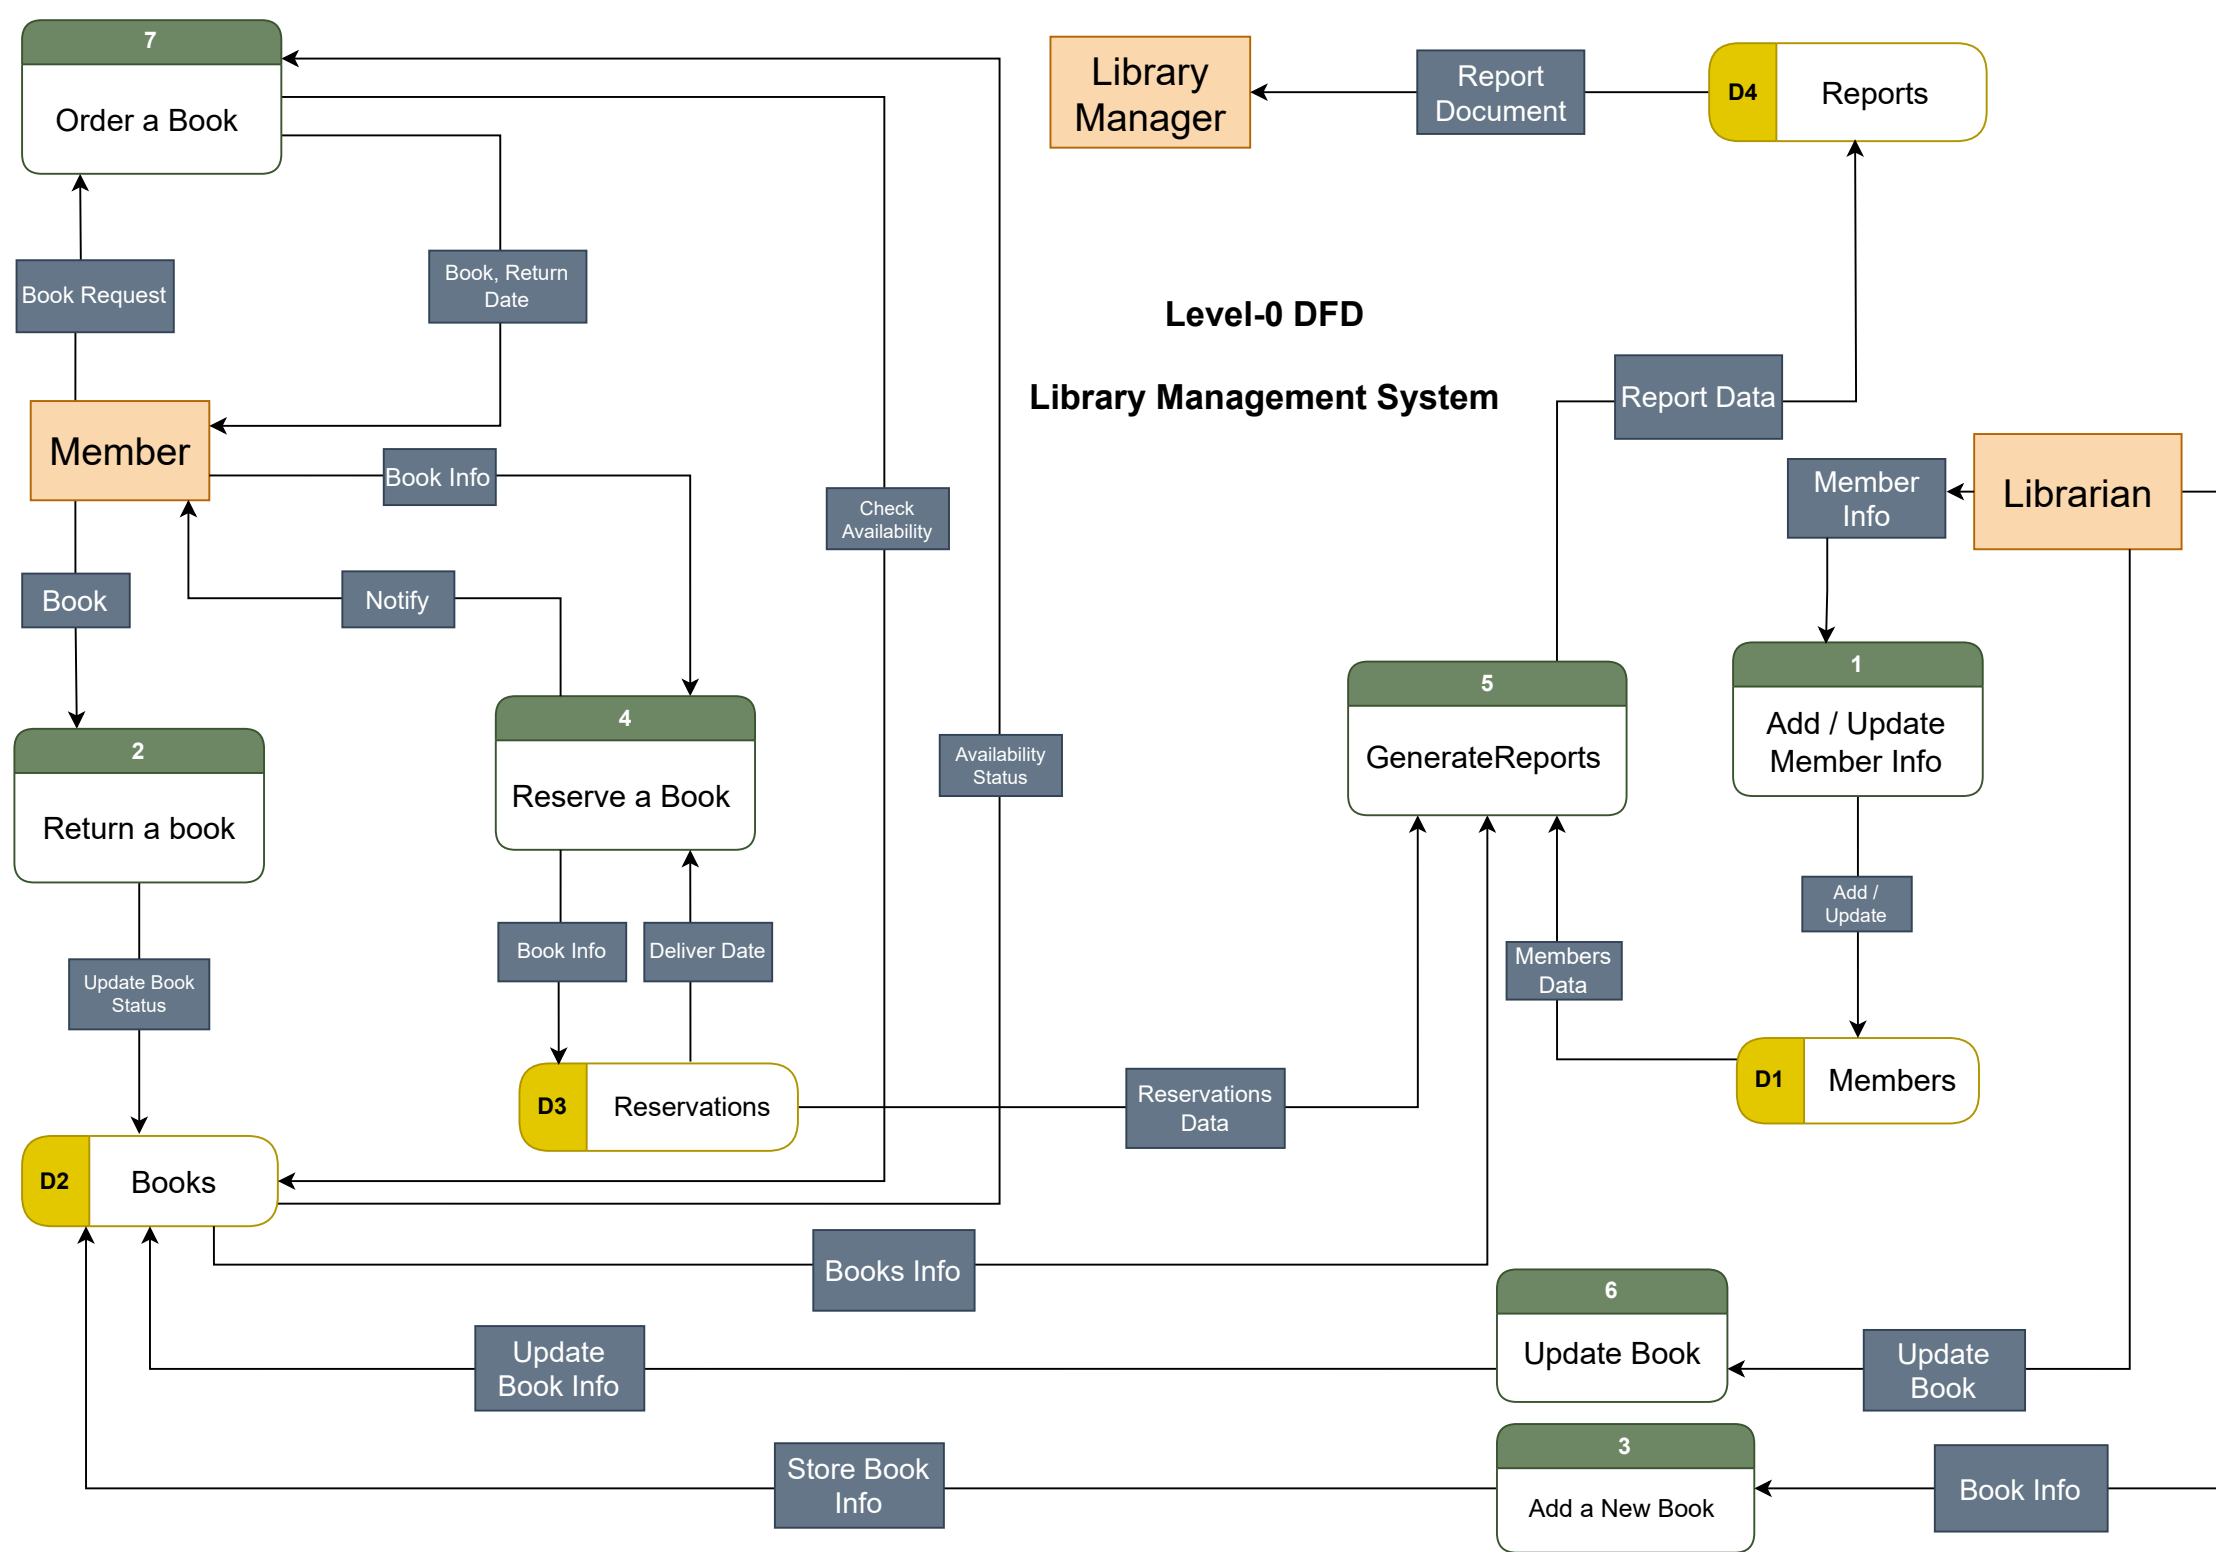 7
Order a Book
Library
Manager
Report
Document
D4
Reports
Book Request
Book, Return
Date
Level-0 DFD
Library Management System
Report Data
Member
Book Info
Member
Info
Librarian
Check
Availability
Book
Notify
1
Add / Update
Member Info
5
GenerateReports
4
Reserve a Book
2
Return a book
Availability
Status
Add /
Update
Book Info
Deliver Date
Members
Data
Update Book
Status
D3
Reservations
Reservations
Data
D1
Members
D2
Books
Books Info
6
Update Book
Update
Book Info
Update
Book
3
Add a New Book
Store Book
Info
Book Info